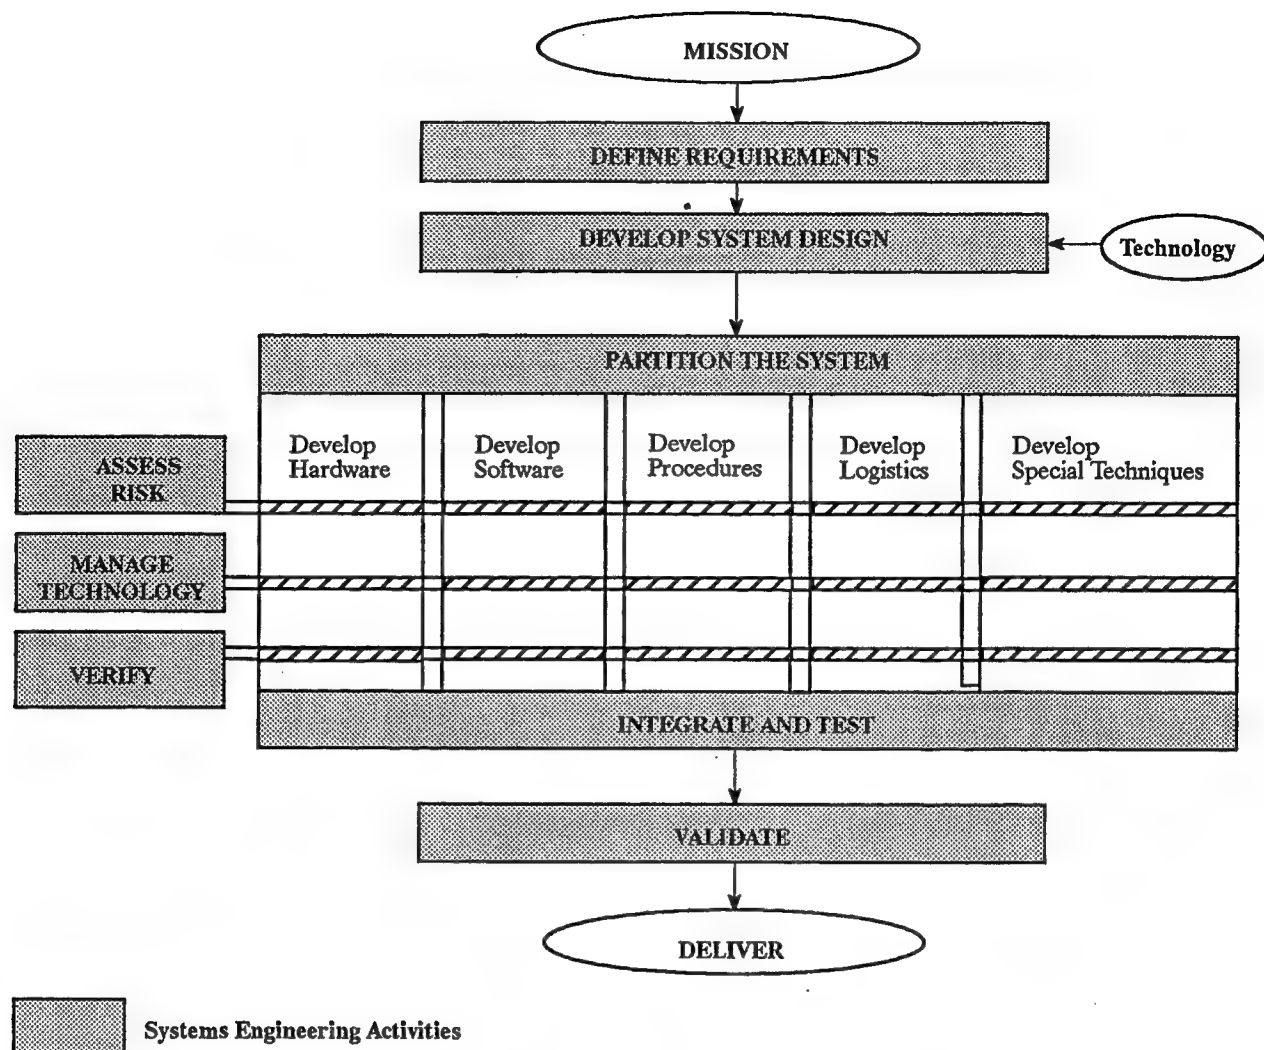 MISSION
DEFINE REQUIREMENTS
DEVELOP SYSTEM DESIGN
Technology
PARTITION THE SYSTEM
Develop
Hardware
Develop
Software
Develop
Procedures
Develop
Logistics
Develop
Special Techniques
ASSESS
RISK
MANAGE
TECHNOLOGY
VERIFY
INTEGRATE AND TEST
VALIDATE
DELIVER
Systems Engineering Activities